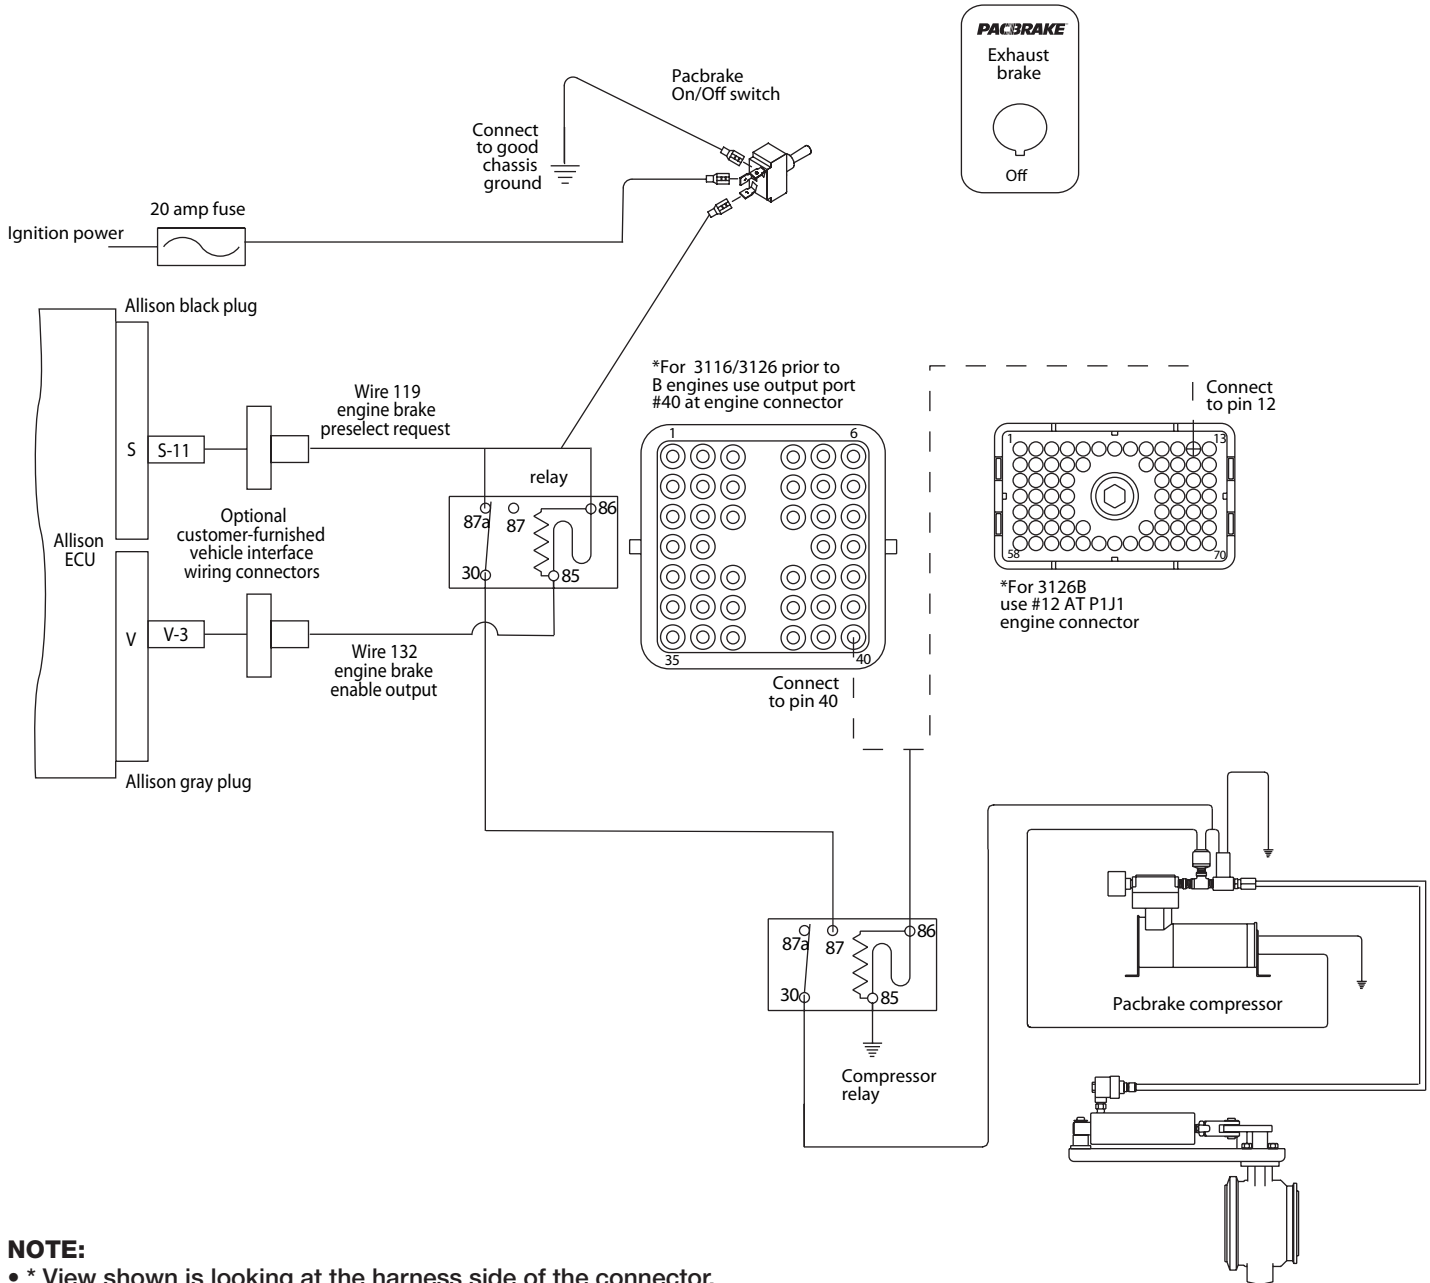 PACBRAKE
Exhaust
brake
Off
Pacbrake
On/Off switch
Connect
to good
chassis
ground
20 amp fuse
Ignition power
Allison black plug
*For 3116/3126 prior to
B engines use output port
#40 at engine connector
Connect
to pin 12
Wire 119
engine brake
preselect request
S
S-11
relay
87a
87
86
30
85
1
6
35
40
1
13
58
70
Optional
customer-furnished
vehicle interface
wiring connectors
Allison
ECU
*For 3126B
use #12 AT P1J1
engine connector
V
V-3
Wire 132
engine brake
enable output
Connect
to pin 40
Allison gray plug
87a
87
86
30
85
Compressor
relay
Pacbrake compressor
NOTE:
• * View shown is looking at the harness side of the connector.